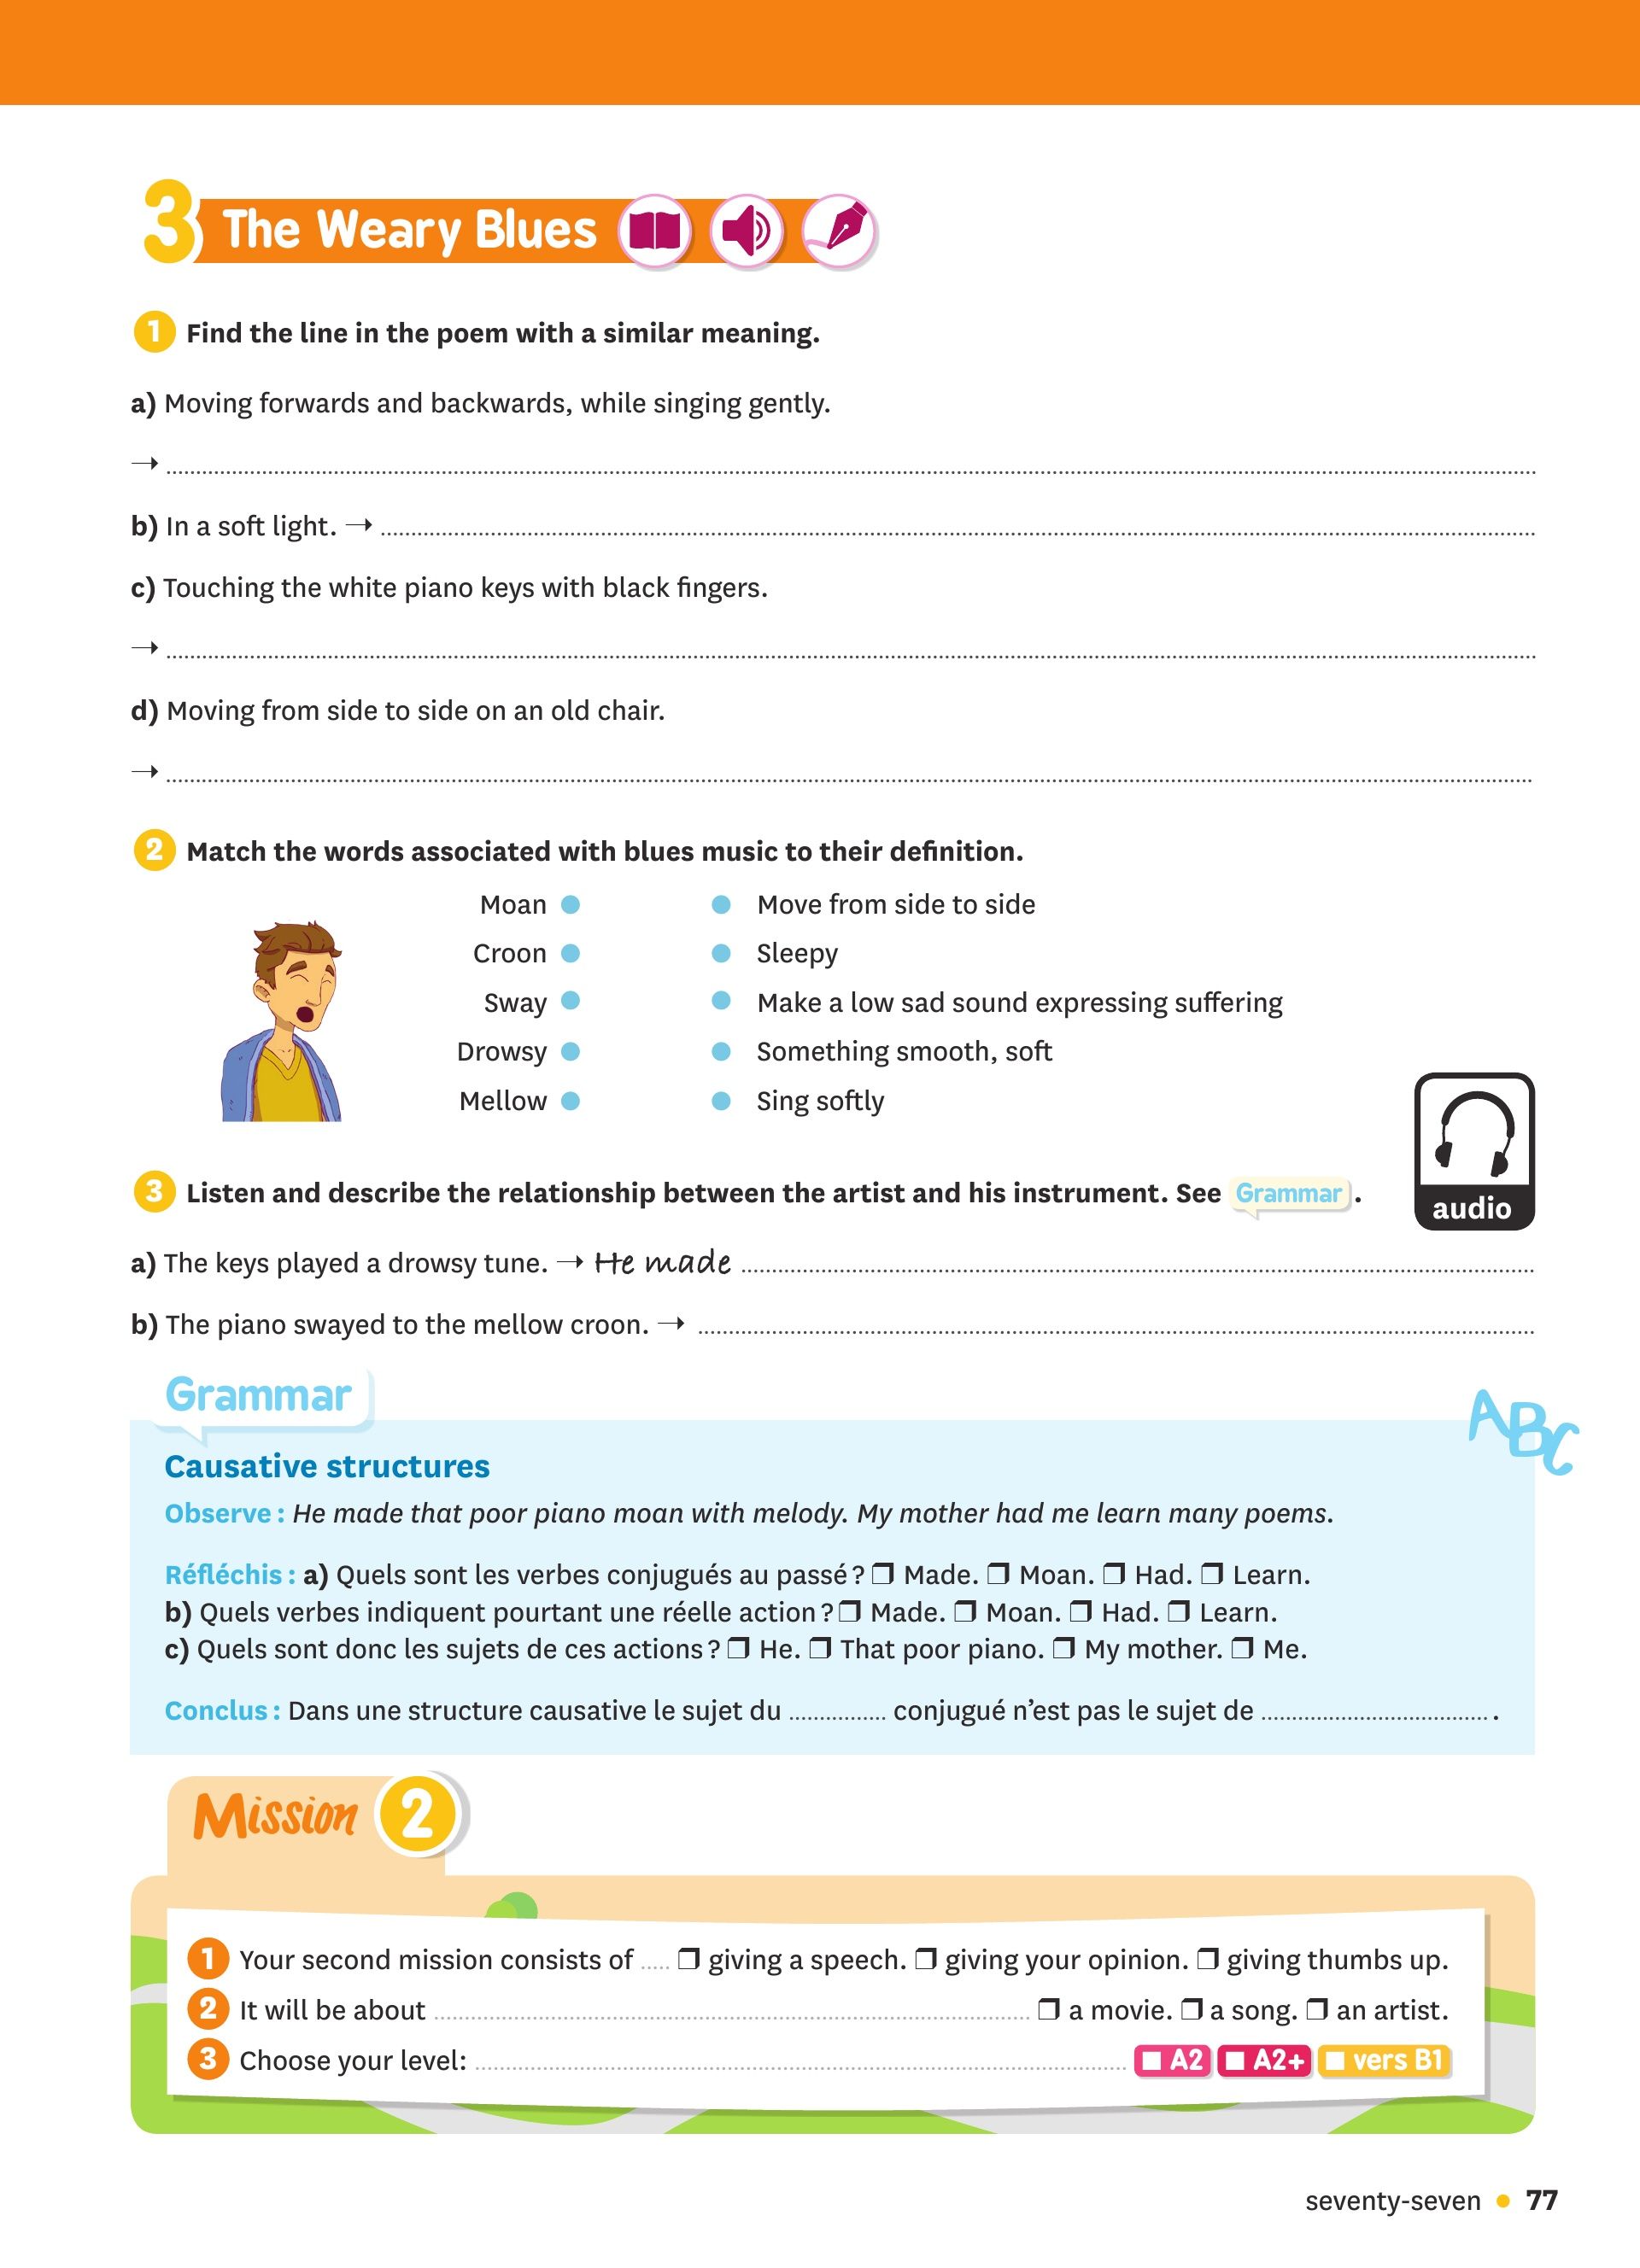 3 The Weary Blues
1 Find the line in the poem with a similar meaning.
a) Moving forwards and backwards, while singing gently.
→ ........................................
b) In a soft light. → ........................................
c) Touching the white piano keys with black fingers.
→ ........................................
d) Moving from side to side on an old chair.
→ ........................................
2 Match the words associated with blues music to their definition.
Moan ● ● Move from side to side
Croon ● ● Sleepy
Sway ● ● Make a low sad sound expressing suffering
Drowsy ● ● Something smooth, soft
Mellow ● ● Sing softly
3 Listen and describe the relationship between the artist and his instrument. See Grammar.
audio
a) The keys played a drowsy tune. → He made ........................................
b) The piano swayed to the mellow croon. → ........................................
Grammar
ABC
Causative structures
Observe : He made that poor piano moan with melody. My mother had me learn many poems.
Réfléchis : a) Quels sont les verbes conjugués au passé ? ❒ Made. ❒ Moan. ❒ Had. ❒ Learn.
b) Quels verbes indiquent pourtant une réelle action ? ❒ Made. ❒ Moan. ❒ Had. ❒ Learn.
c) Quels sont donc les sujets de ces actions ? ❒ He. ❒ That poor piano. ❒ My mother. ❒ Me.
Conclus : Dans une structure causative le sujet du ................ conjugué n’est pas le sujet de ...................................... .
Mission 2
1 Your second mission consists of ..... ❒ giving a speech. ❒ giving your opinion. ❒ giving thumbs up.
2 It will be about ........................................ ❒ a movie. ❒ a song. ❒ an artist.
3 Choose your level: ........................................ ■ A2 ■ A2+ ■ vers B1
seventy-seven • 77